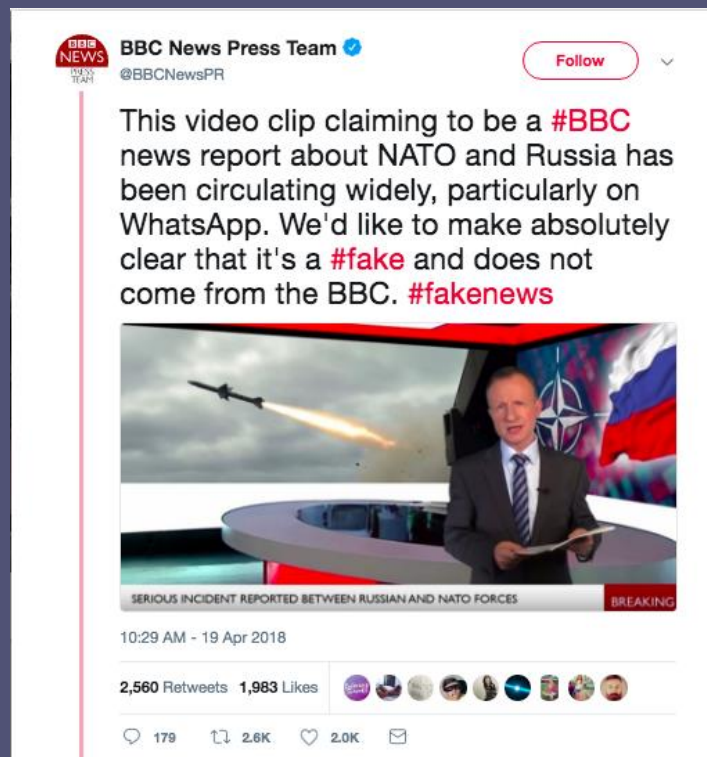 BBC
NEWS
PRESS
TEAM
BBC News Press Team
@BBCNewsPR
Follow
This video clip claiming to be a #BBC
news report about NATO and Russia has
been circulating widely, particularly on
WhatsApp. We'd like to make absolutely
clear that it's a #fake and does not
come from the BBC. #fakenews
SERIOUS INCIDENT REPORTED BETWEEN RUSSIAN AND NATO FORCES
BREAKING
10:29 AM - 19 Apr 2018
2,560 Retweets 1,983 Likes
179 2.6K 2.0K